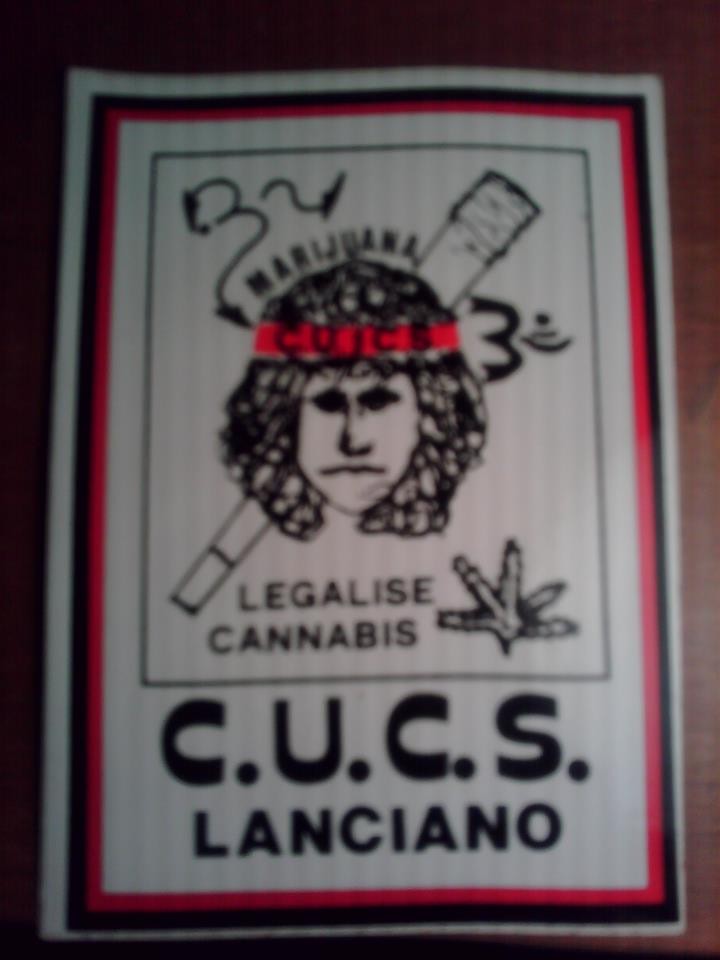 MARIJUANA
CUCS
LEGALISE
CANNABIS
C.U.C.S.
LANCIANO